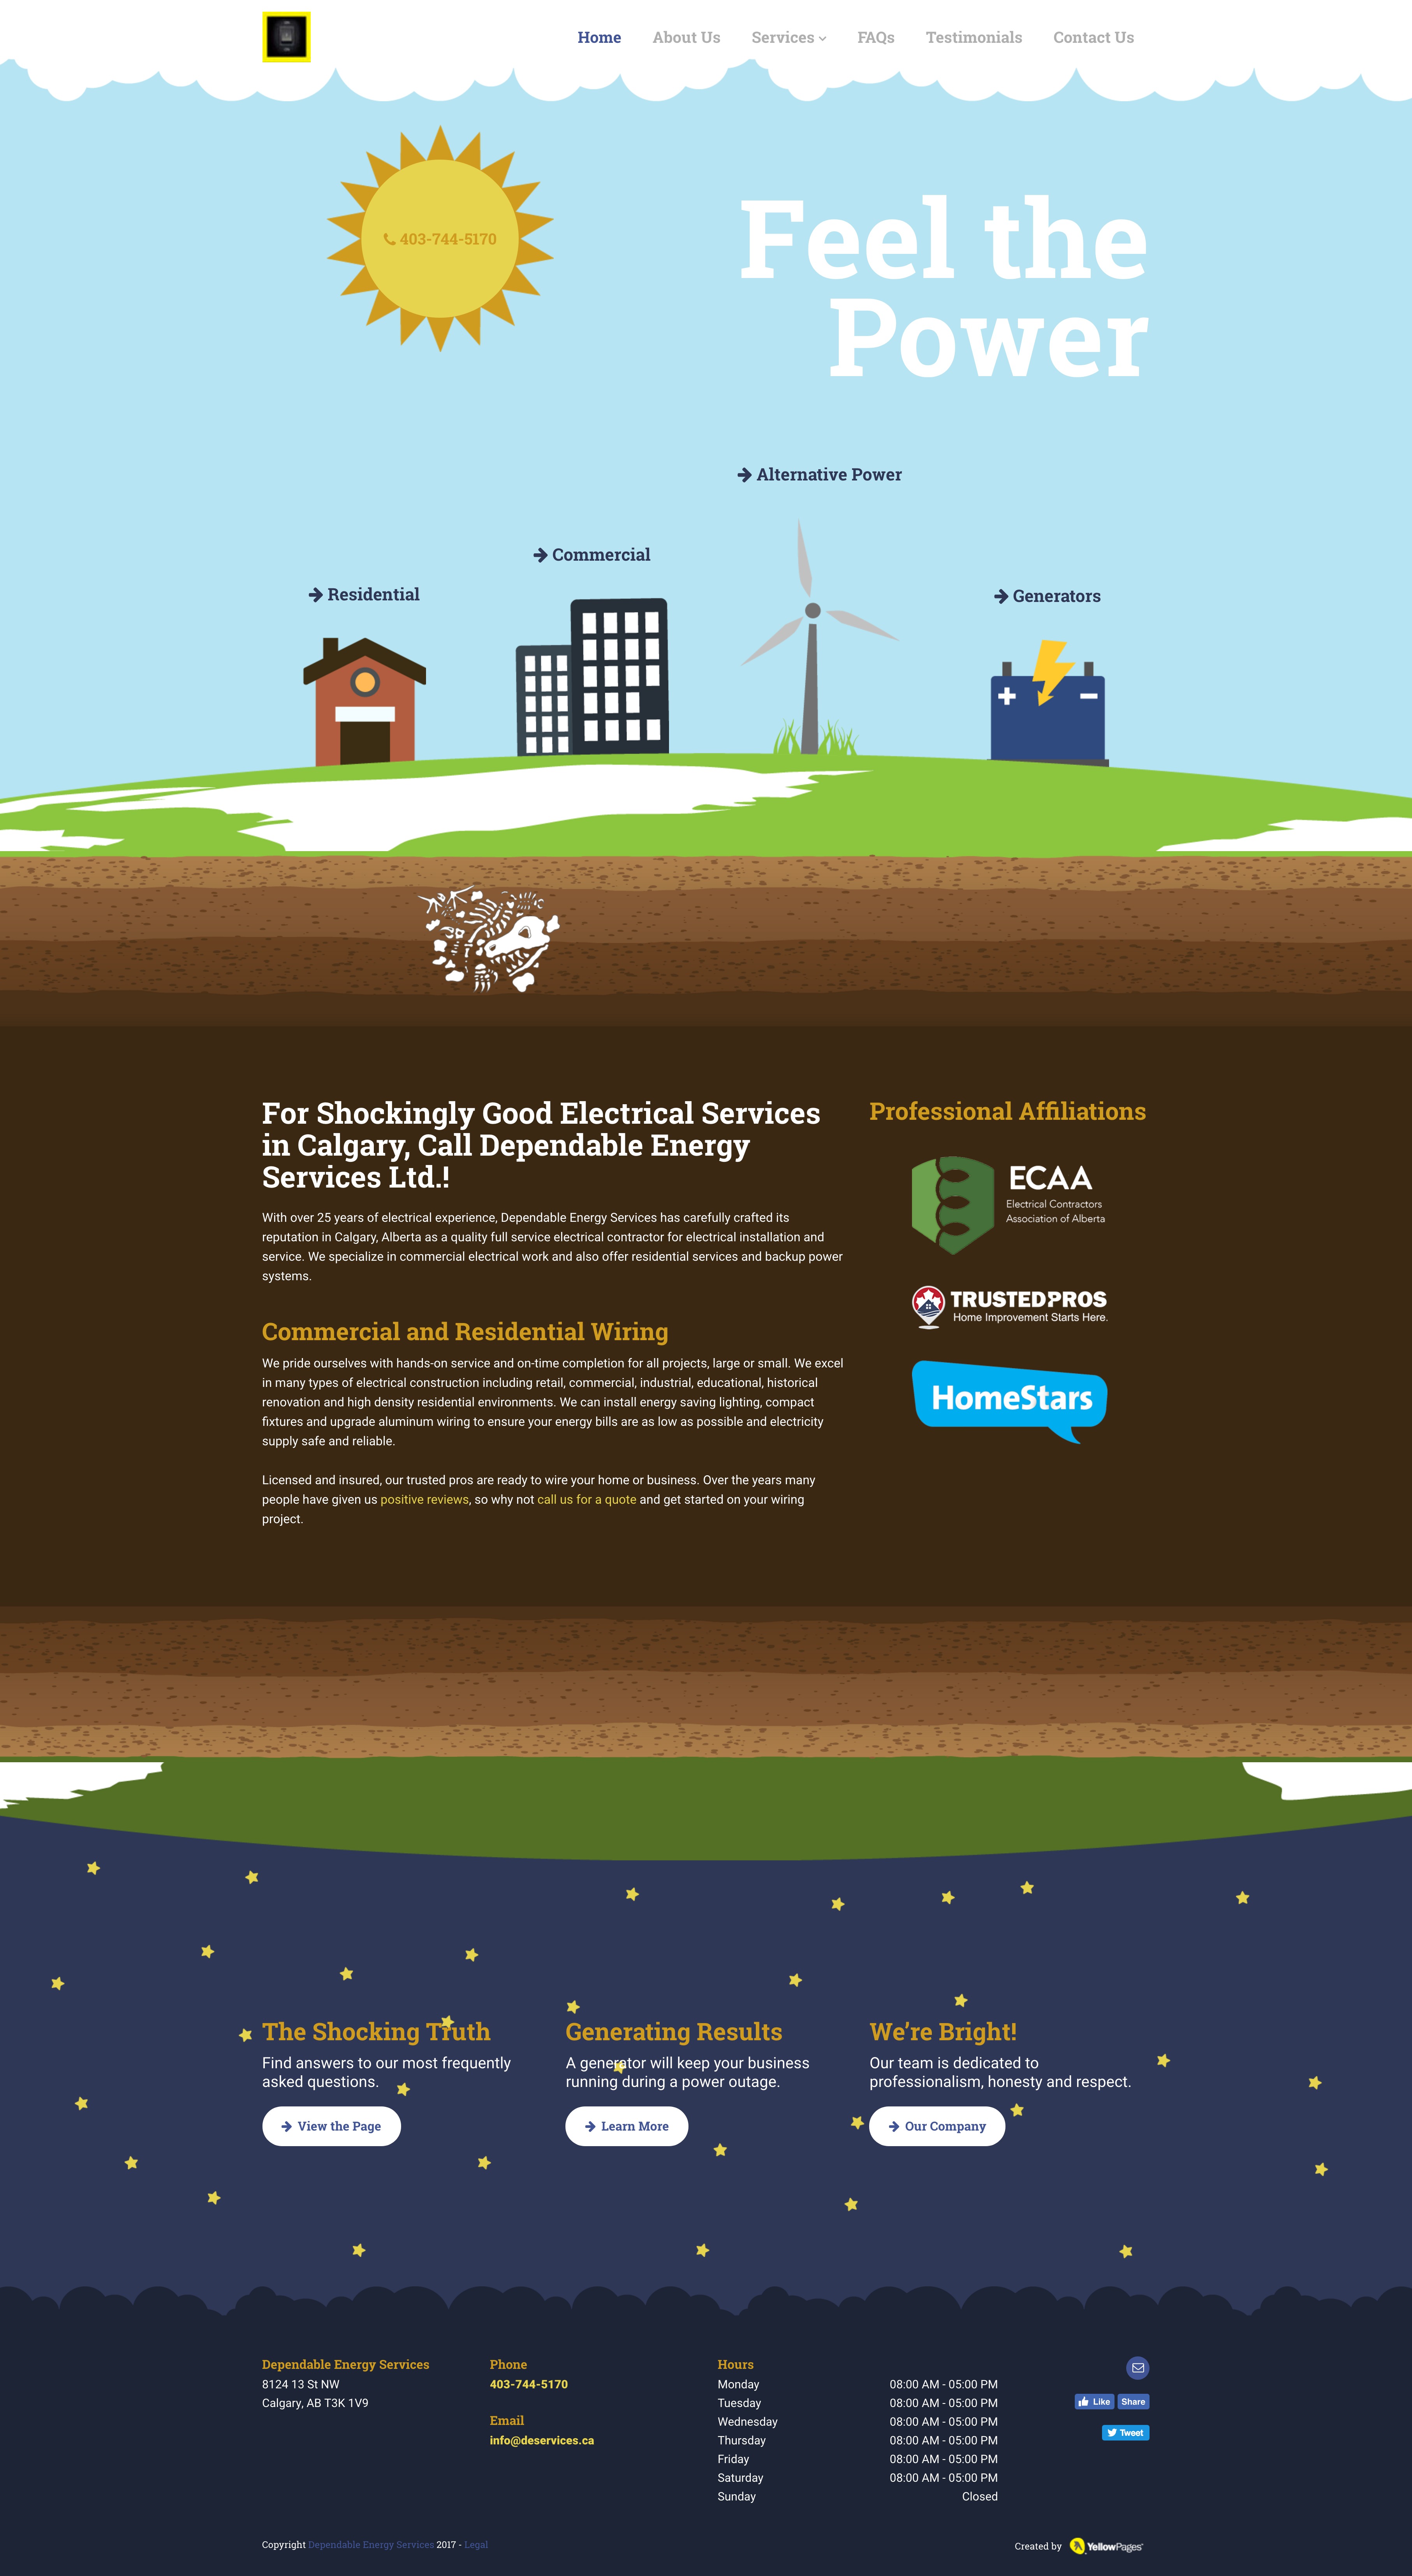 Home About Us Services FAQs Testimonials Contact Us
403-744-5170
Feel the
Power
Alternative Power
Commercial
Residential
Generators
For Shockingly Good Electrical Services
in Calgary, Call Dependable Energy
Services Ltd.!
With over 25 years of electrical experience, Dependable Energy Services has carefully crafted its
reputation in Calgary, Alberta as a quality full service electrical contractor for electrical installation and
service. We specialize in commercial electrical work and also offer residential services and backup power
systems.
Commercial and Residential Wiring
We pride ourselves with hands-on service and on-time completion for all projects, large or small. We excel
in many types of electrical construction including retail, commercial, industrial, educational, historical
renovation and high density residential environments. We can install energy saving lighting, compact
fixtures and upgrade aluminum wiring to ensure your energy bills are as low as possible and electricity
supply safe and reliable.
Licensed and insured, our trusted pros are ready to wire your home or business. Over the years many
people have given us positive reviews, so why not call us for a quote and get started on your wiring
project.
Professional Affiliations
ECAA
Electrical Contractors
Association of Alberta
TRUSTEDPROS
Home Improvement Starts Here.
HomeStars
The Shocking Truth
Find answers to our most frequently
asked questions.
View the Page
Generating Results
A generator will keep your business
running during a power outage.
Learn More
We're Bright!
Our team is dedicated to
professionalism, honesty and respect.
Our Company
Dependable Energy Services
8124 13 St NW
Calgary, AB T3K 1V9
Phone
403-744-5170
Email
info@deservices.ca
Hours
Monday 08:00 AM - 05:00 PM
Tuesday 08:00 AM - 05:00 PM
Wednesday 08:00 AM - 05:00 PM
Thursday 08:00 AM - 05:00 PM
Friday 08:00 AM - 05:00 PM
Saturday 08:00 AM - 05:00 PM
Sunday Closed
Like Share
Tweet
Copyright Dependable Energy Services 2017 - Legal
Created by YellowPages